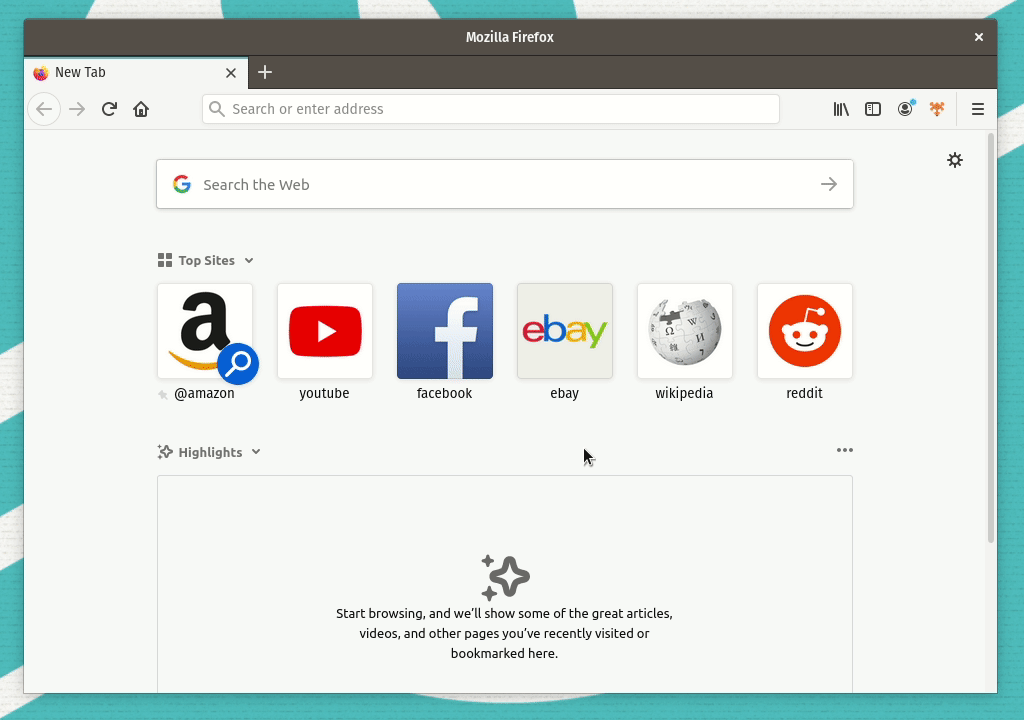 Mozilla Firefox
New Tab
Search or enter address
Search the Web
Top Sites
a
f
ebay
Ω W И
@amazon
youtube
facebook
ebay
wikipedia
reddit
Highlights
Start browsing, and we’ll show some of the great articles,
videos, and other pages you’ve recently visited or
bookmarked here.